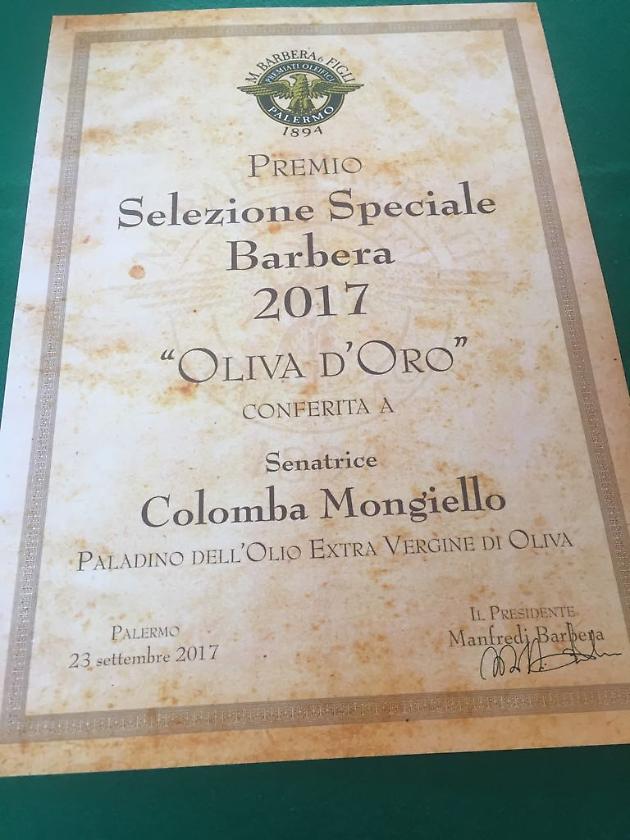 M. BARBERA & FIGLI
PREMIATI OLEIFICI
PALERMO
1894
PREMIO
Selezione Speciale
Barbera
2017
"OLIVA D'ORO"
CONFERITA A
Senatrice
Colomba Mongiello
PALADINO DELL'OLIO EXTRA VERGINE DI OLIVA
PALERMO
23 settembre 2017
IL PRESIDENTE
Manfredi Barbera